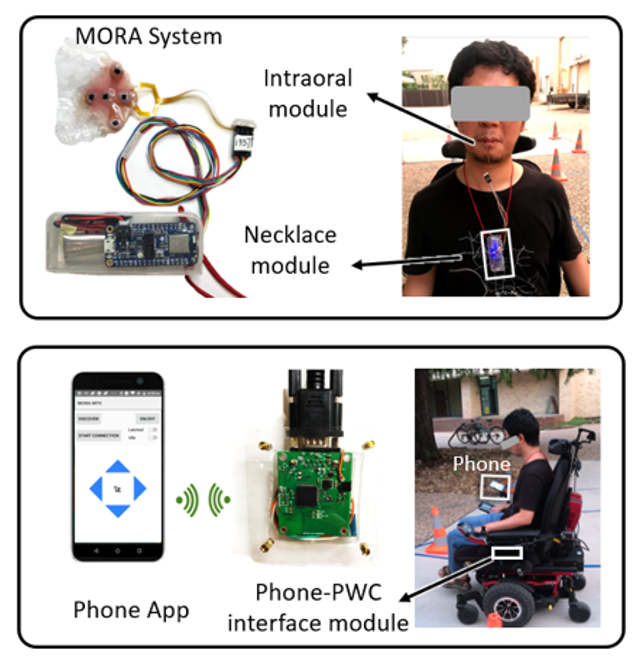 MORA System
Intraoral
module
Necklace
module
MORA MTV
DISCOVER
ON/OFF
START CONNECTION
Latched
Idle
Phone
Phone App
Phone-PWC
interface module